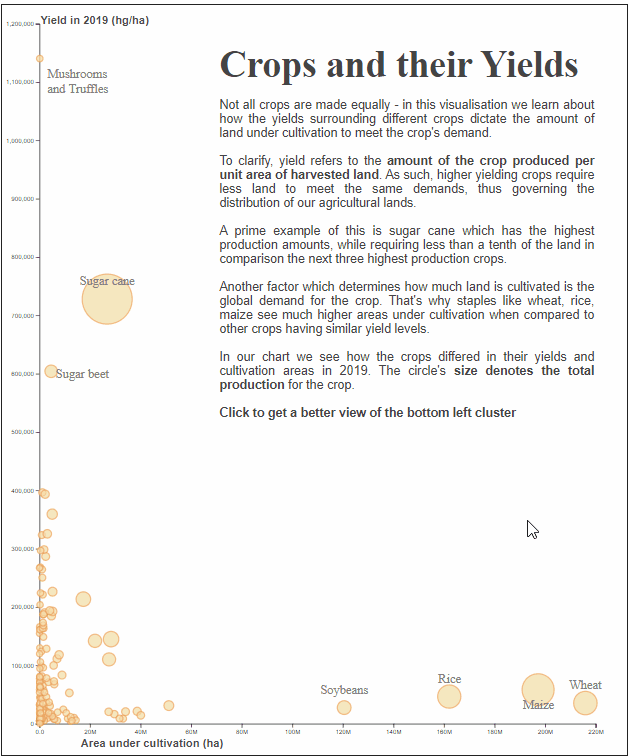 Yield in 2019 (hg/ha)
1,200,000
Crops and their Yields
Mushrooms
and Truffles
1,100,000
Not all crops are made equally - in this visualisation we learn about
how the yields surrounding different crops dictate the amount of
land under cultivation to meet the crop's demand.
1,000,000
To clarify, yield refers to the amount of the crop produced per
unit area of harvested land. As such, higher yielding crops require
less land to meet the same demands, thus governing the
distribution of our agricultural lands.
900,000
A prime example of this is sugar cane which has the highest
production amounts, while requiring less than a tenth of the land in
comparison the next three highest production crops.
800,000
Sugar cane
Another factor which determines how much land is cultivated is the
global demand for the crop. That's why staples like wheat, rice,
maize see much higher areas under cultivation when compared to
other crops having similar yield levels.
700,000
In our chart we see how the crops differed in their yields and
cultivation areas in 2019. The circle's size denotes the total
production for the crop.
600,000
Sugar beet
Click to get a better view of the bottom left cluster
500,000
400,000
300,000
200,000
100,000
Soybeans
Rice
Maize
Wheat
0
0.0 20M 40M 60M 80M 100M 120M 140M 160M 180M 200M 220M
Area under cultivation (ha)